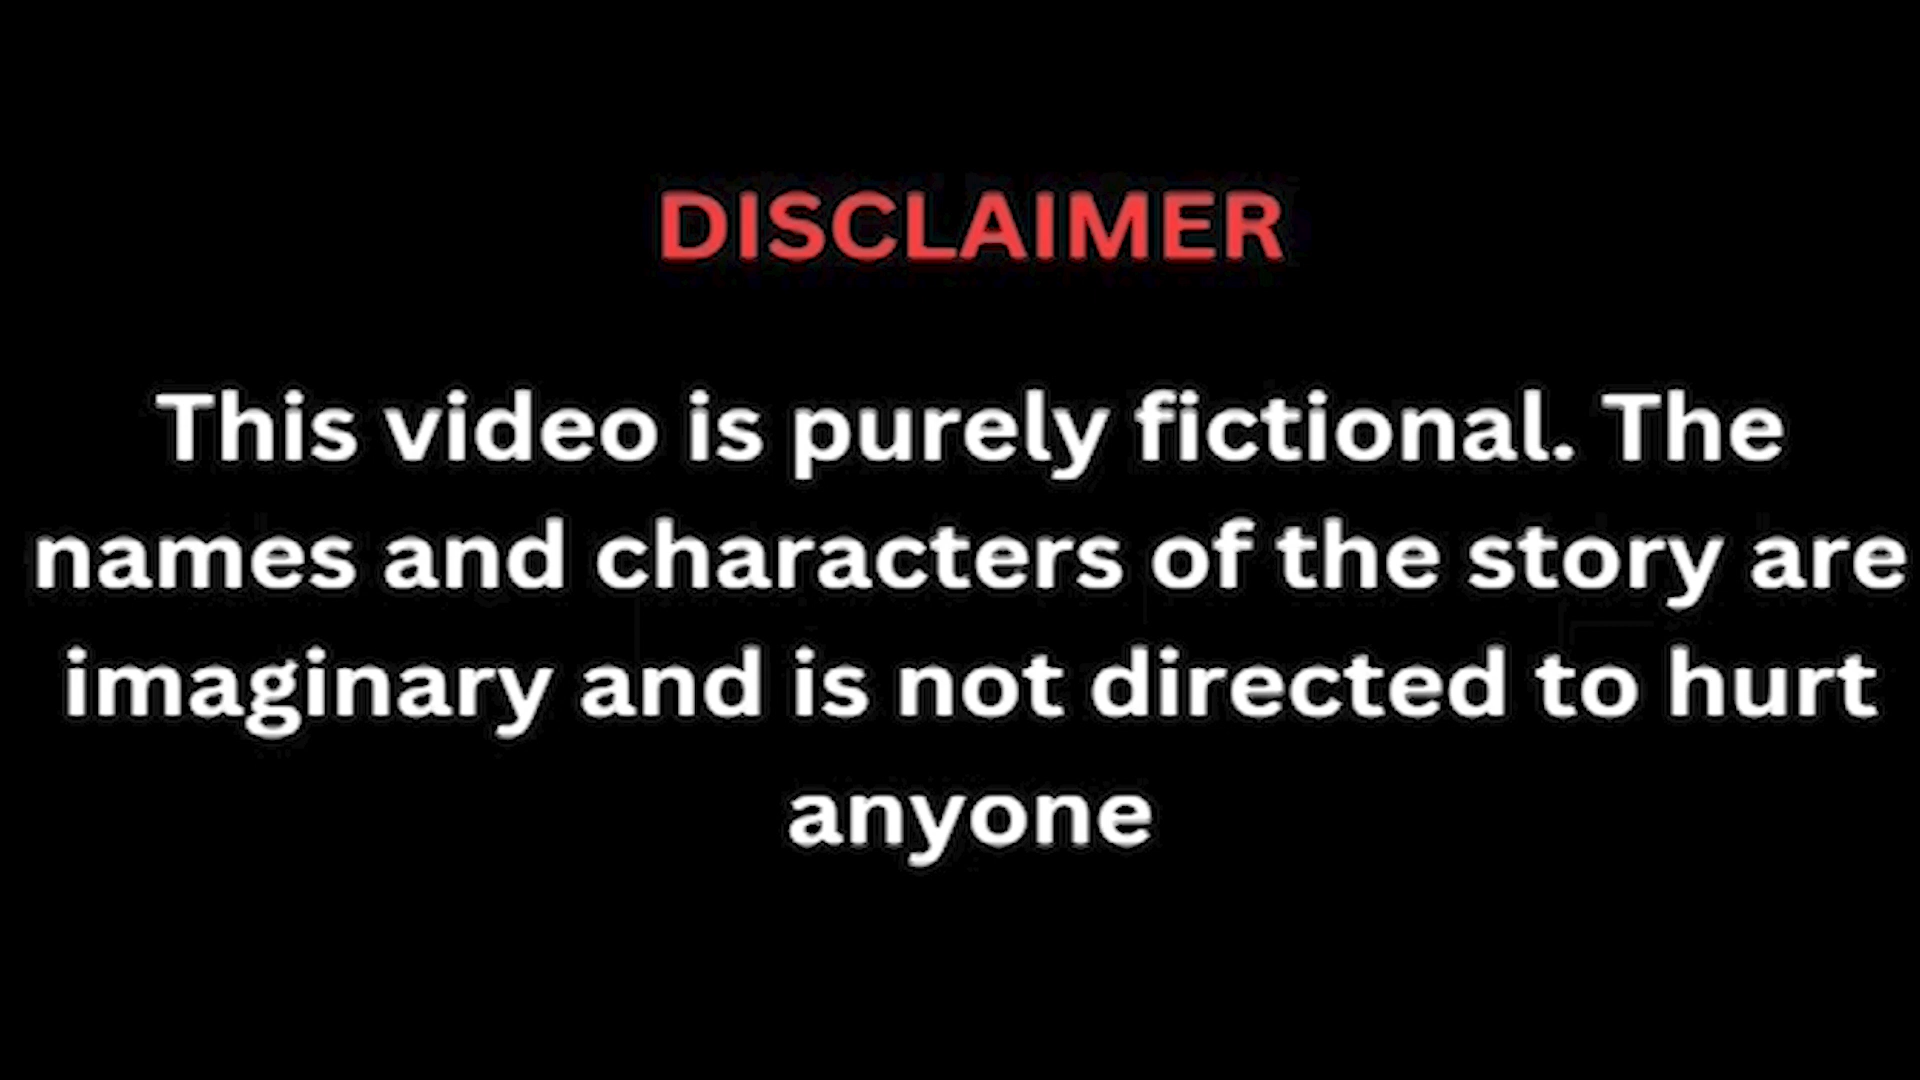 DISCLAIMER
This video is purely fictional. The
names and characters of the story are
imaginary and is not directed to hurt
anyone